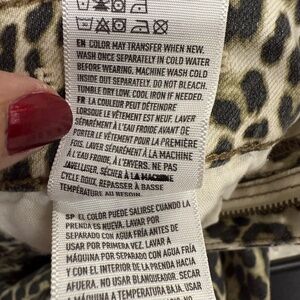 EN COLOR MAY TRANSFER WHEN NEW.
WASH ONCE SEPARATELY IN COLD WATER
BEFORE WEARING. MACHINE WASH COLD
INSIDE OUT SEPARATELY. DO NOT BLEACH.
TUMBLE DRY LOW. COOL IRON IF NEEDED.
FR LA COULEUR PEUT DÉTEINDRE
LORSQUE LE VÊTEMENT EST NEUF. LAVER
SÉPARÉMENT À L'EAU FROIDE AVANT DE
PORTER LE VÊTEMENT POUR LA PREMIÈRE
FOIS. LAVER SÉPARÉMENT À LA MACHINE
À L'EAU FROIDE, À L'ENVERS. NE PAS
JAVELLISER. SÉCHER À LA MACHINE
CYCLE DOUX. REPASSER À BASSE
TEMPÉRATURE AU BESOIN.
SP EL COLOR PUEDE SALIRSE CUANDO LA
PRENDA ES NUEVA. LAVAR POR
SEPARADO CON AGUA FRÍA ANTES DE
USAR POR PRIMERA VEZ. LAVAR A
MÁQUINA POR SEPARADO CON AGUA FRÍA
Y CON EL INTERIOR DE LA PRENDA HACIA
AFUERA. NO USAR BLANQUEADOR. SECAR
A MÁQUINA A TEMPERATURA BAJA. USAR